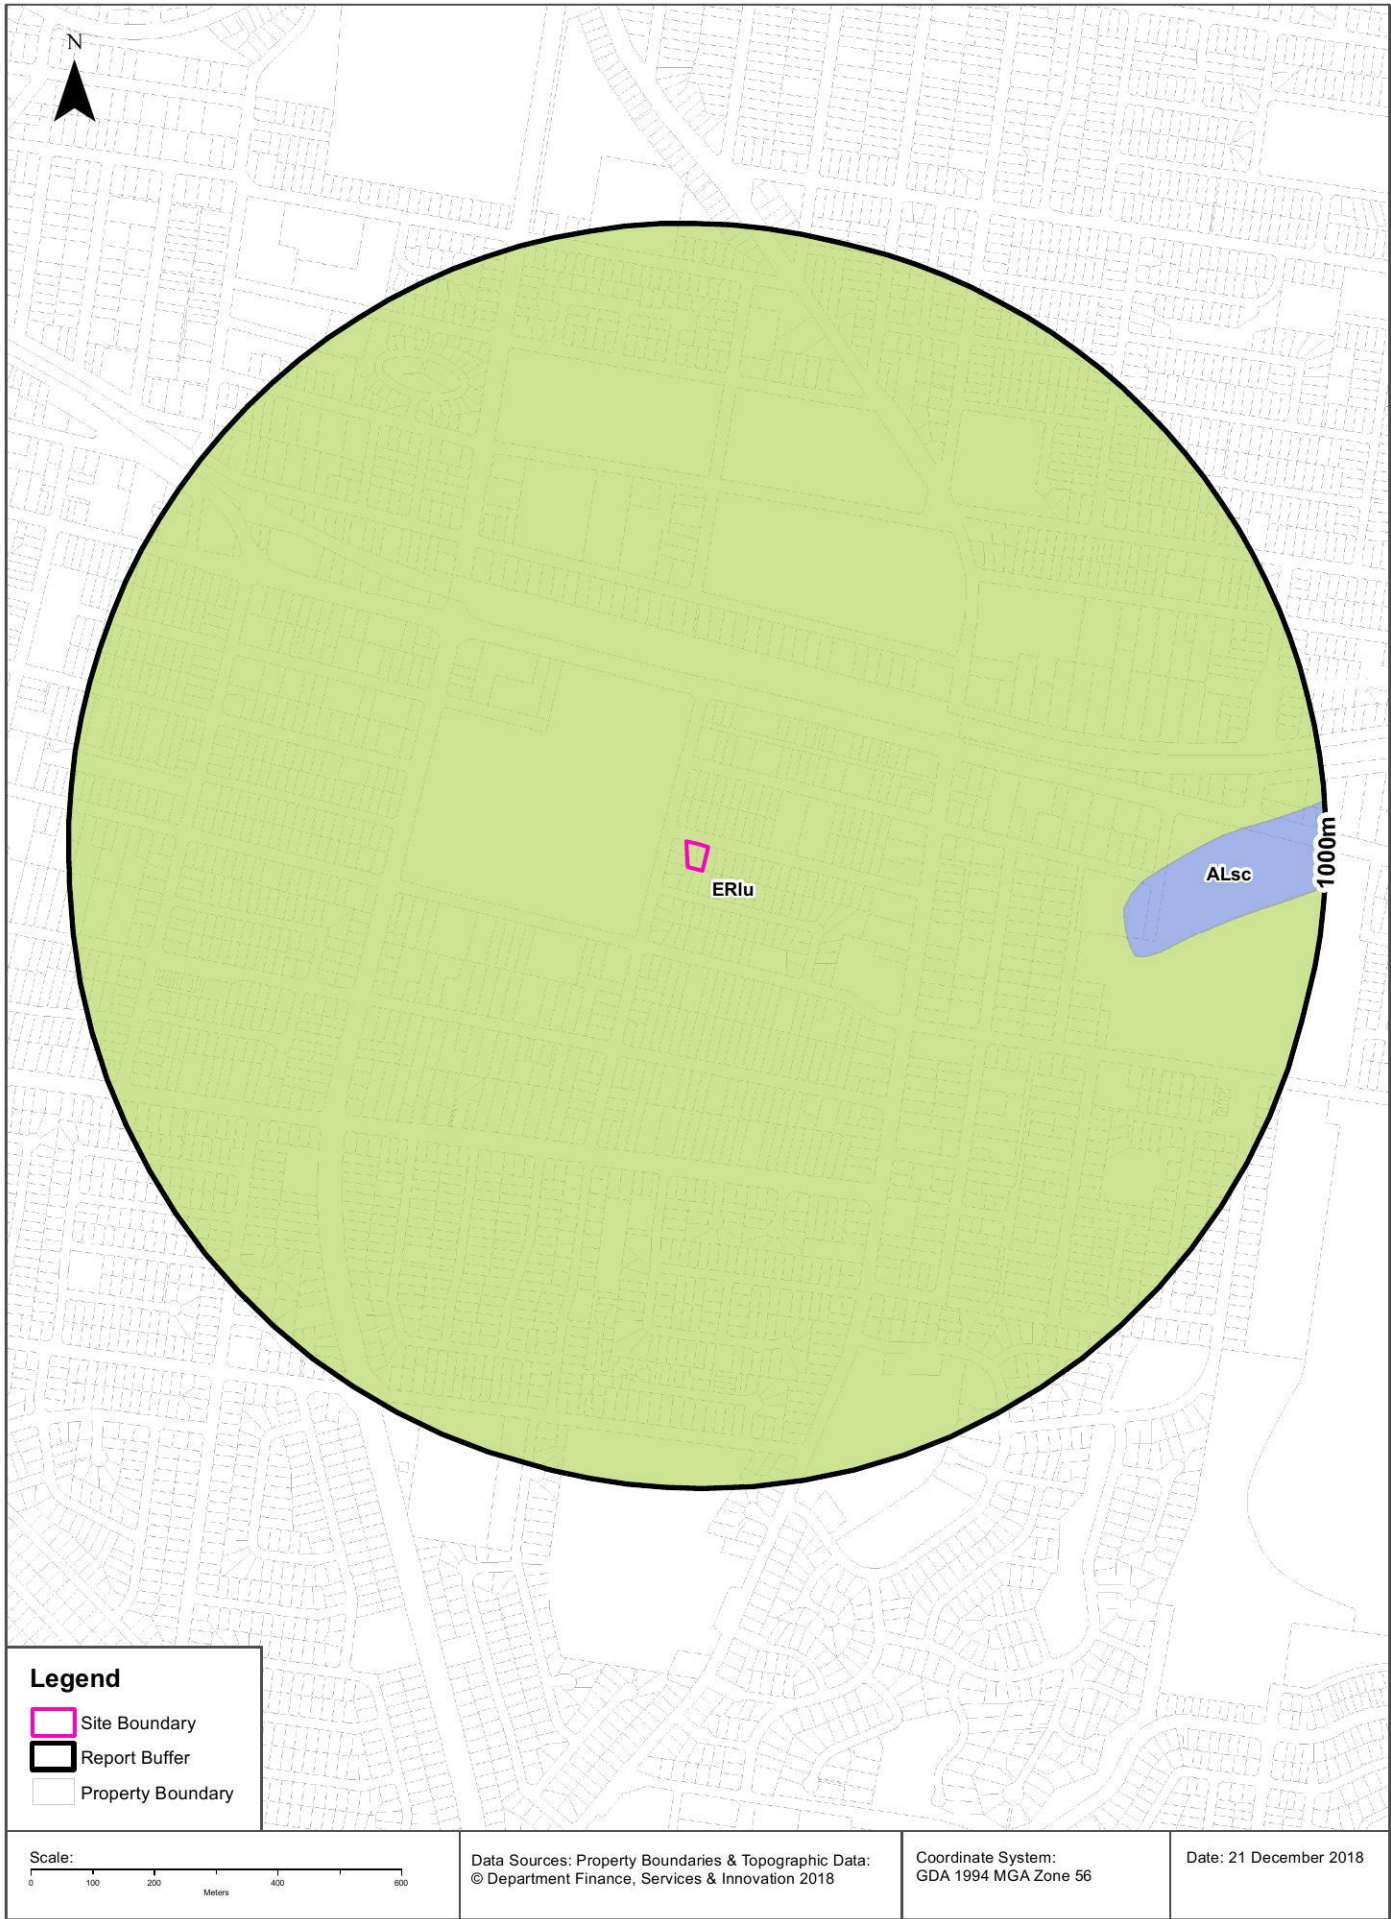 N
ERlu
ALsc
1000m
Legend
Site Boundary
Report Buffer
Property Boundary
Scale:
0 100 200 400 600
Meters
Data Sources: Property Boundaries & Topographic Data:
© Department Finance, Services & Innovation 2018
Coordinate System:
GDA 1994 MGA Zone 56
Date: 21 December 2018